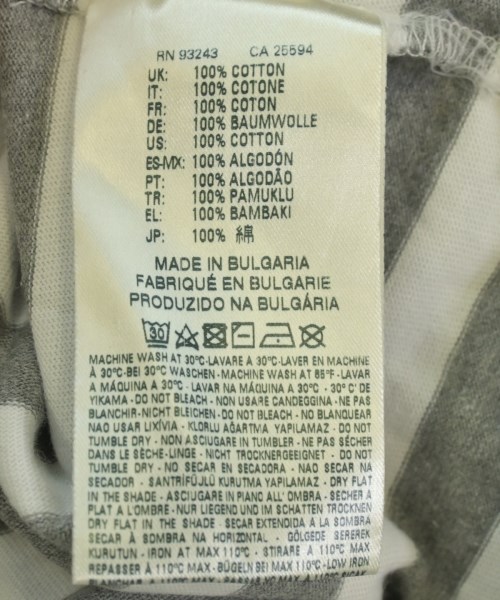 RN 93243 CA 25594
UK: 100% COTTON
IT: 100% COTONE
FR: 100% COTON
DE: 100% BAUMWOLLE
US: 100% COTTON
ES-MX: 100% ALGODÓN
PT: 100% ALGODÃO
TR: 100% PAMUKLU
EL: 100% BAMBAKI
JP: 100% 綿
MADE IN BULGARIA
FABRIQUÉ EN BULGARIE
PRODUZIDO NA BULGÁRIA
30
MACHINE WASH AT 30°C-LAVARE A 30°C-LAVER EN MACHINE
À 30°C-BEI 30°C WASCHEN-MACHINE WASH AT 85°F-LAVAR
A MÁQUINA A 30°C - LAVAR NA MÁQUINA A 30°C - 30° C' DE
YIKAMA-DO NOT BLEACH - NON USARE CANDEGGINA-NE PAS
BLANCHIR-NICHT BLEICHEN-DO NOT BLEACH-NO BLANQUEAR
NAO USAR LIXÍVIA - KLORLU AĞARTMA YAPILAMAZ - DO NOT
TUMBLE DRY - NON ASCIUGARE IN TUMBLER - NE PAS SÉCHER
DANS LE SÈCHE-LINGE - NICHT TROCKNERGEEIGNET - DO NOT
TUMBLE DRY - NO SECAR EN SECADORA - NAO SECAR NA
SECADOR - SANTRİFÜJLÜ KURUTMA YAPILAMAZ - DRY FLAT
IN THE SHADE - ASCIUGARE IN PIANO ALL' OMBRA - SÉCHER A
PLAT A L'OMBRE-NUR LIEGEND UND IM SCHATTEN TROCKNEN
DRY FLAT IN THE SHADE - SECAR EXTENDIDA A LA SOMBRA
SECAR À SOMBRA NA HORIZONTAL - GÖLGEDE SEREREK
KURUTUN - IRON AT MAX 110°C - STIRARE A 110°C MAX
REPASSER À 110°C MAX-BÜGELN BEI MAX 110°C-LOW IRON